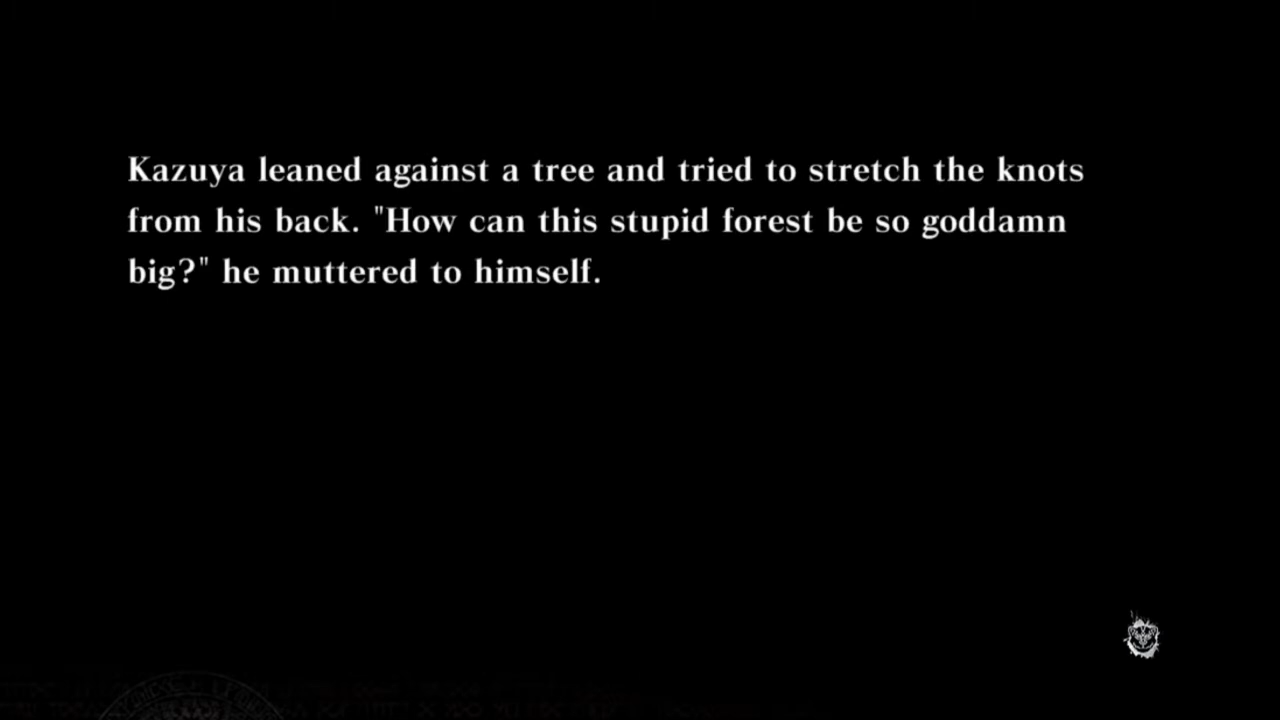 Kazuya leaned against a tree and tried to stretch the knots
from his back. "How can this stupid forest be so goddamn
big?" he muttered to himself.